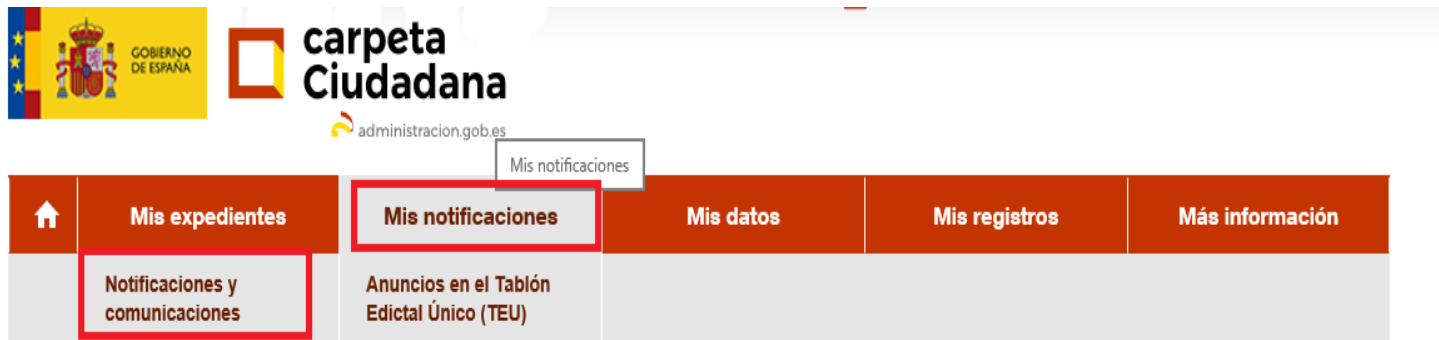 GOBIERNO
DE ESPAÑA
carpeta
Ciudadana
administracion.gob.es
Mis notificaciones
Mis expedientes
Mis notificaciones
Mis datos
Mis registros
Más información
Notificaciones y
comunicaciones
Anuncios en el Tablón
Edictal Único (TEU)